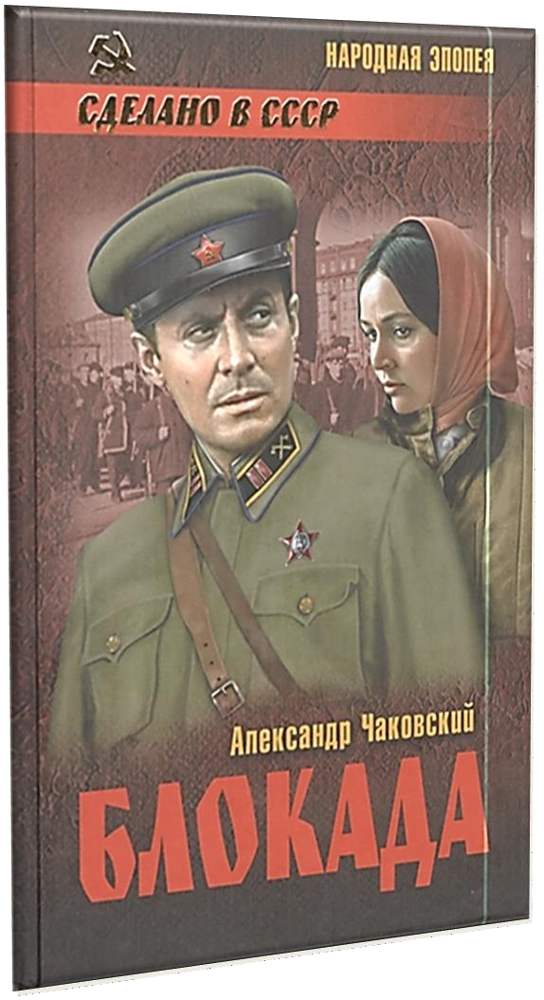 НАРОДНАЯ ЭПОПЕЯ
СДЕЛАНО В СССР
Александр Чаковский
БЛОКАДА